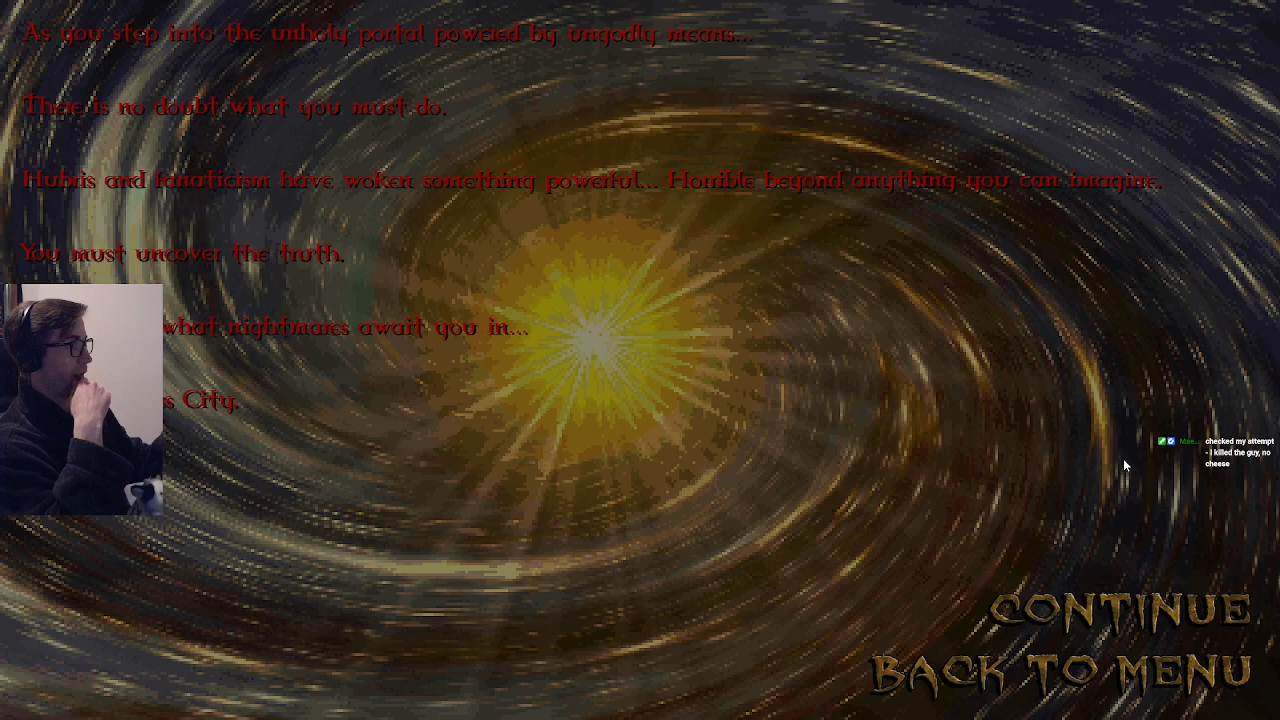 As you step into the unholy portal powered by ungodly means...
There is no doubt what you must do.
Hubris and fanaticism have woken something powerful... Horrible beyond anything you can imagine.
You must uncover the truth.
what nightmares await you in...
s City.
Mae... checked my attempt
- I killed the guy, no
cheese
CONTINUE
BACK TO MENU